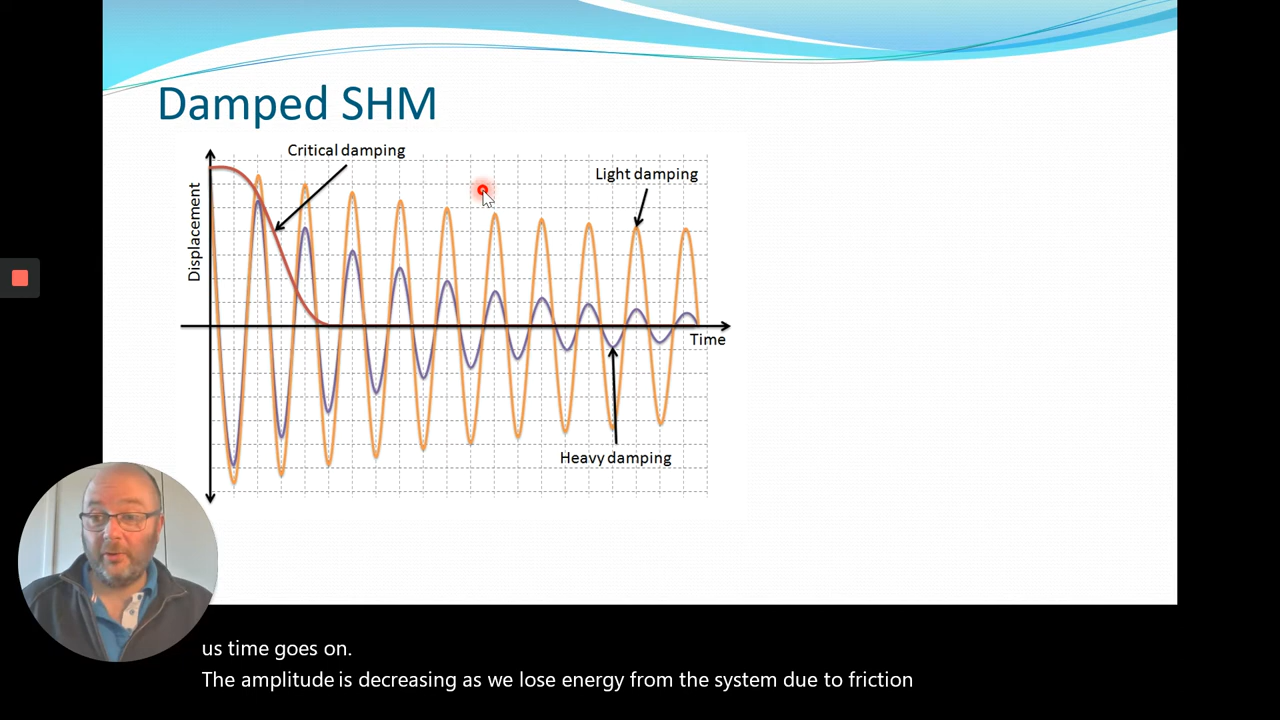 Damped SHM
Critical damping
Light damping
Displacement
Time
Heavy damping
us time goes on.
The amplitude is decreasing as we lose energy from the system due to friction